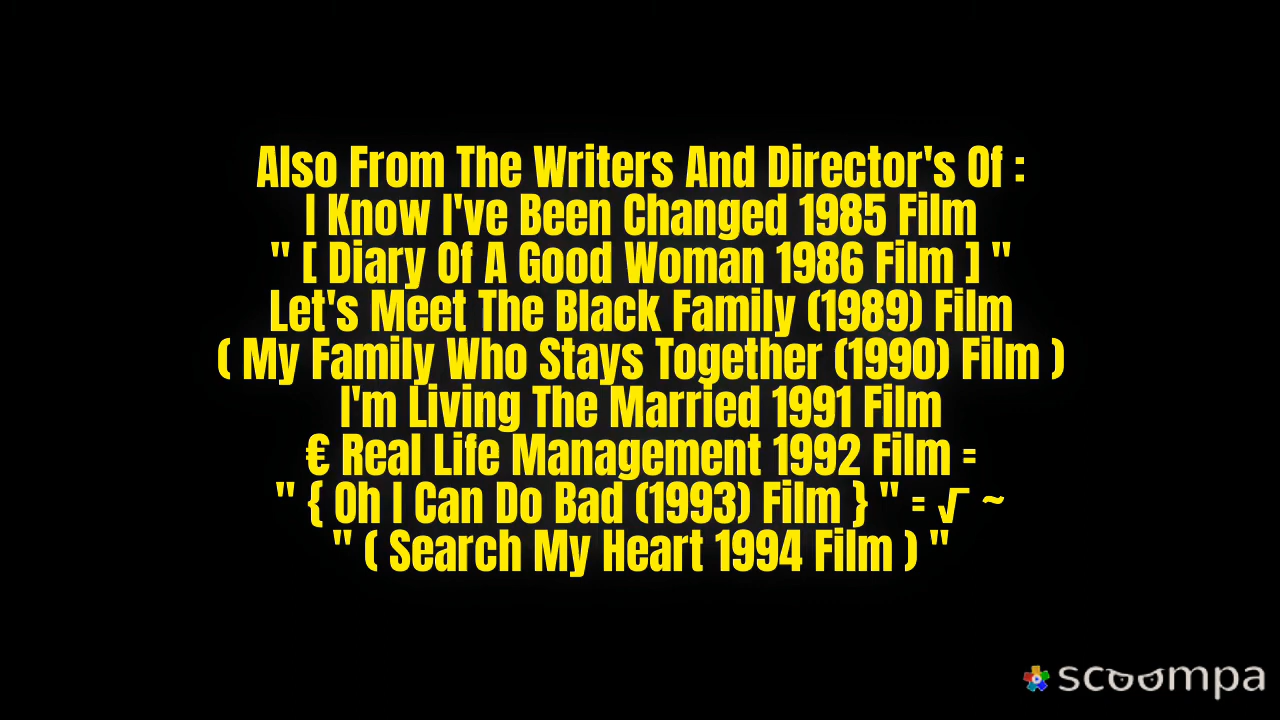 Also From The Writers And Director's Of :
I Know I've Been Changed 1985 Film
" [ Diary Of A Good Woman 1986 Film ] "
Let's Meet The Black Family (1989) Film
( My Family Who Stays Together (1990) Film )
I'm Living The Married 1991 Film
€ Real Life Management 1992 Film =
" { Oh I Can Do Bad (1993) Film } " = √ ~
" ( Search My Heart 1994 Film ) "
scoompa